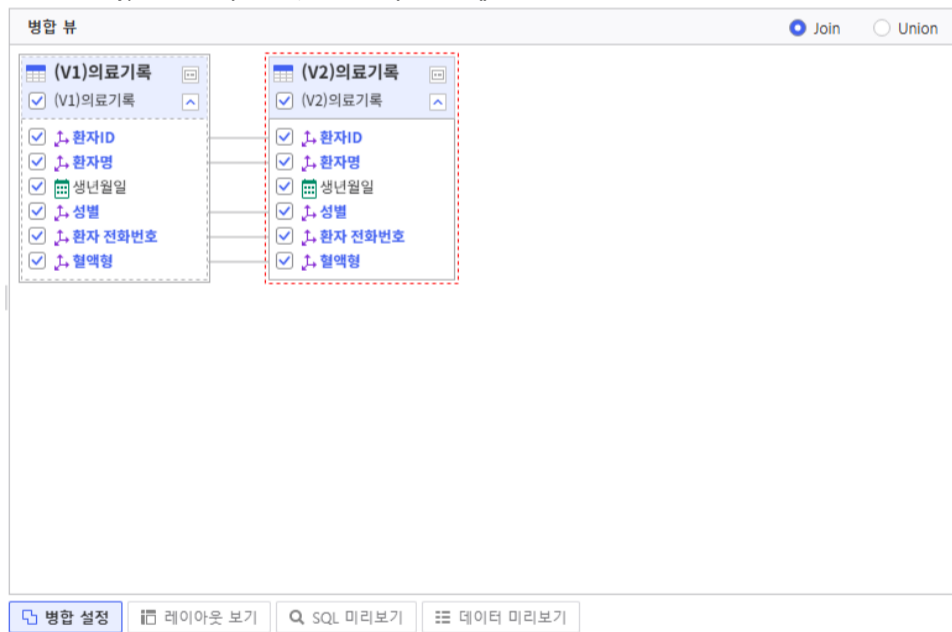 병합 뷰
Join
Union
(V1)의료기록
(V1)의료기록
환자ID
환자명
생년월일
성별
환자 전화번호
혈액형
(V2)의료기록
(V2)의료기록
환자ID
환자명
생년월일
성별
환자 전화번호
혈액형
병합 설정
레이아웃 보기
SQL 미리보기
데이터 미리보기